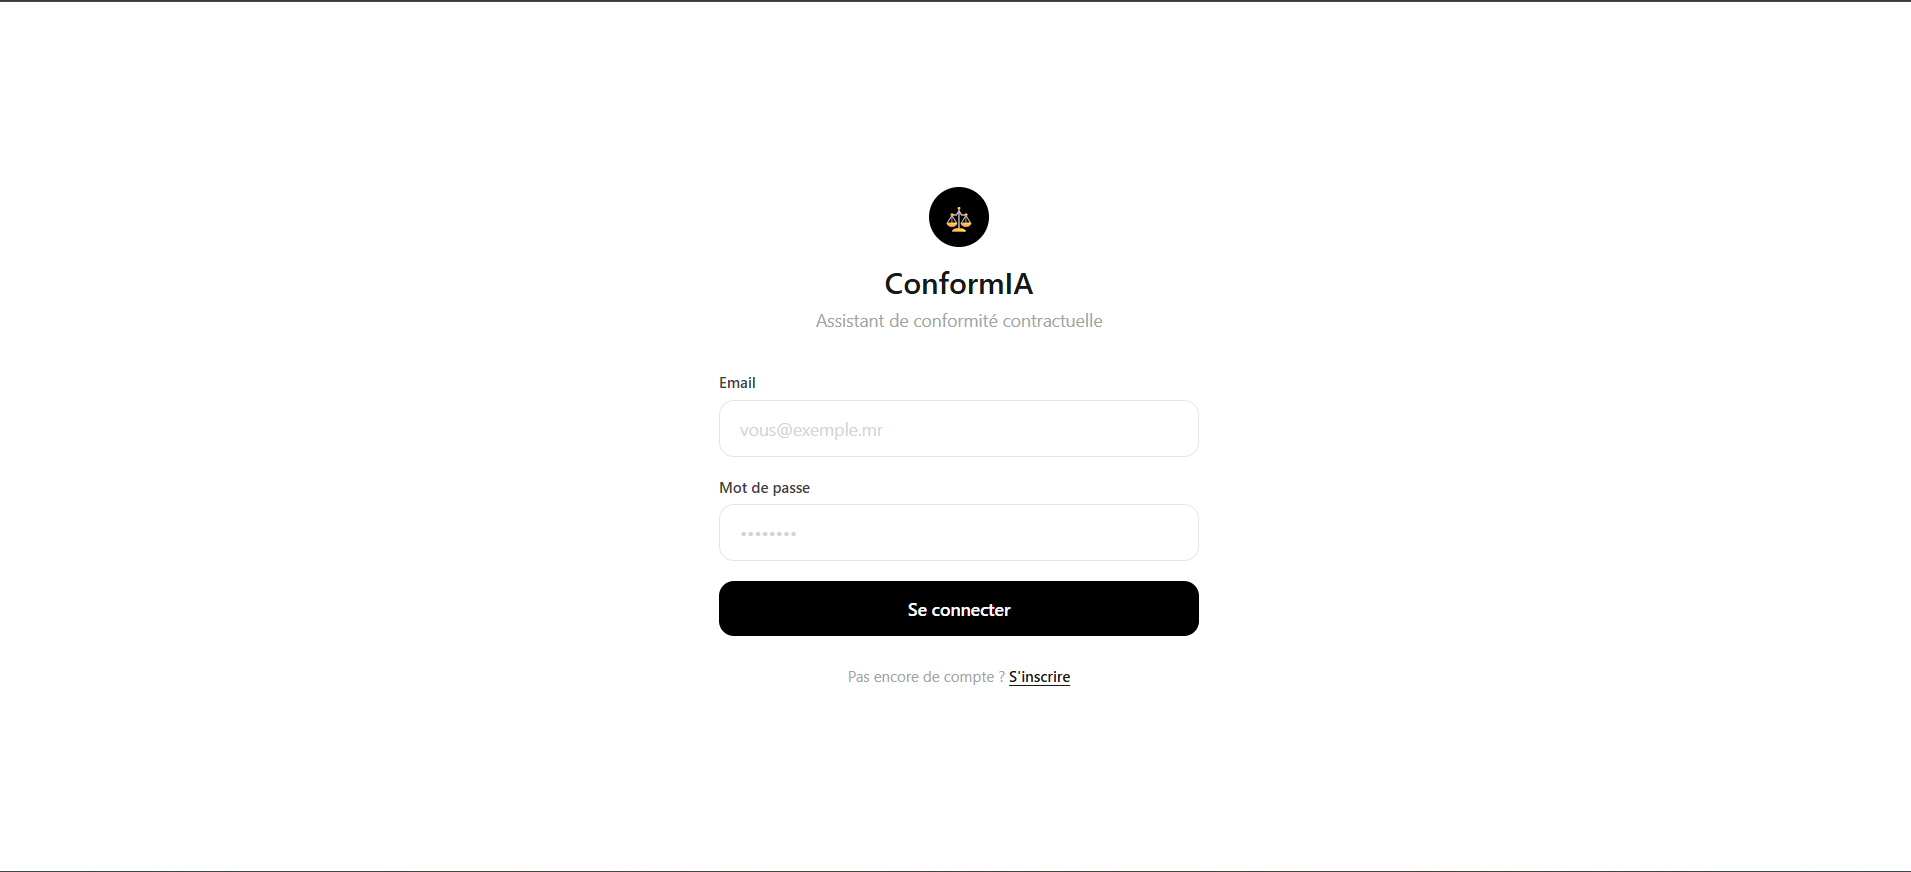 ConformIA
Assistant de conformité contractuelle
Email
vous@exemple.mr
Mot de passe
••••••••
Se connecter
Pas encore de compte ? S'inscrire